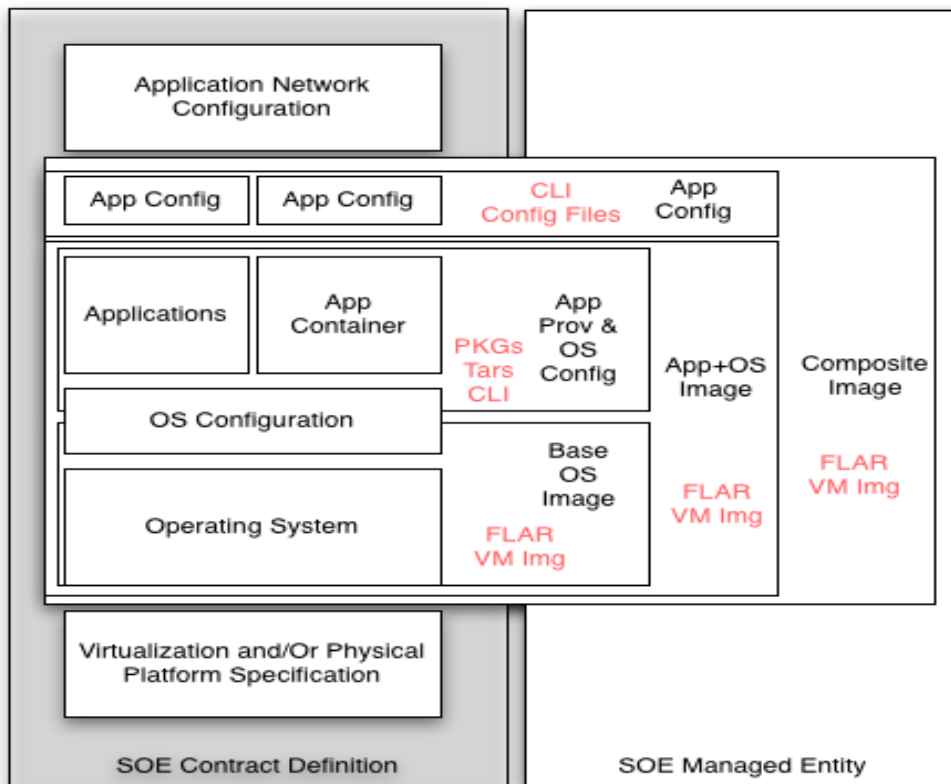 Application Network
Configuration
App Config
App Config
CLI
Config Files
App
Config
Applications
App
Container
PKGs
Tars
CLI
App
Prov &
OS
Config
App+OS
Image
Composite
Image
OS Configuration
Operating System
Base
OS
Image
FLAR
VM Img
FLAR
VM Img
FLAR
VM Img
Virtualization and/Or Physical
Platform Specification
SOE Contract Definition
SOE Managed Entity